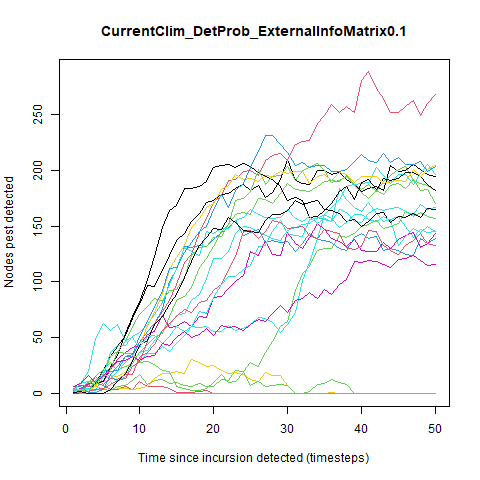 CurrentClim_DetProb_ExternalInfoMatrix0.1
Nodes pest detected
250
200
150
100
50
0
0 10 20 30 40 50
Time since incursion detected (timesteps)